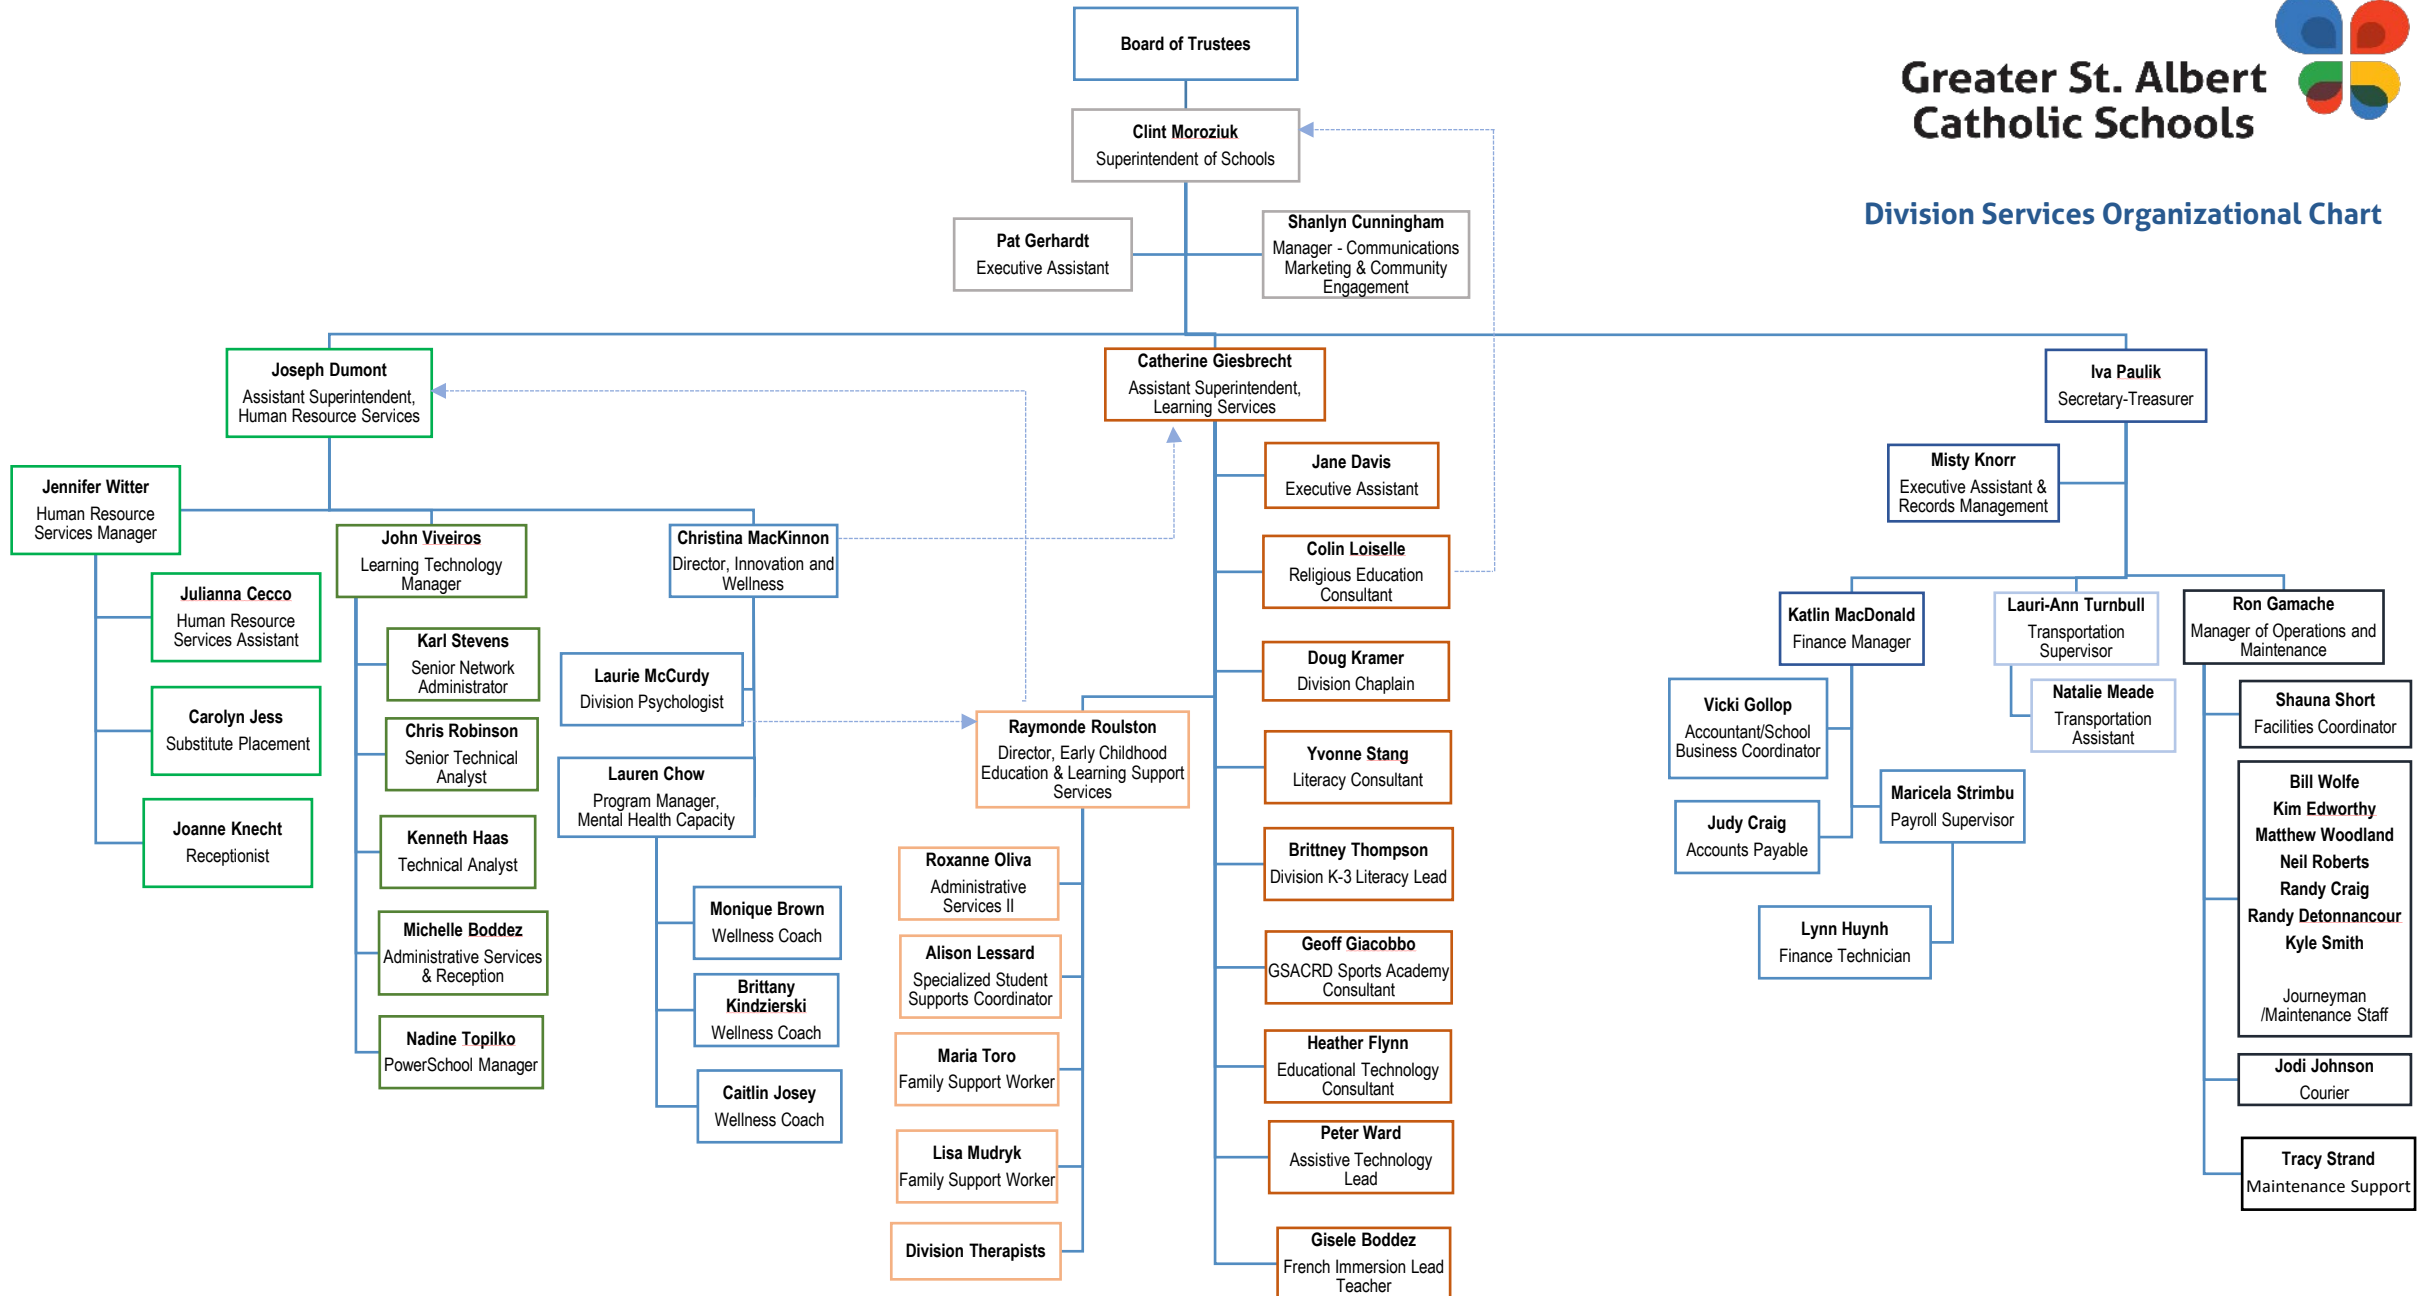 Board of Trustees
Greater St. Albert
Catholic Schools
Division Services Organizational Chart
Clint Moroziuk
Superintendent of Schools
Pat Gerhardt
Executive Assistant
Shanlyn Cunningham
Manager - Communications
Marketing & Community
Engagement
Joseph Dumont
Assistant Superintendent,
Human Resource Services
Catherine Giesbrecht
Assistant Superintendent,
Learning Services
Iva Paulik
Secretary-Treasurer
Jennifer Witter
Human Resource
Services Manager
Julianna Cecco
Human Resource
Services Assistant
Carolyn Jess
Substitute Placement
Joanne Knecht
Receptionist
John Viveiros
Learning Technology
Manager
Karl Stevens
Senior Network
Administrator
Chris Robinson
Senior Technical
Analyst
Kenneth Haas
Technical Analyst
Michelle Boddez
Administrative Services
& Reception
Nadine Topilko
PowerSchool Manager
Christina MacKinnon
Director, Innovation and
Wellness
Laurie McCurdy
Division Psychologist
Lauren Chow
Program Manager,
Mental Health Capacity
Monique Brown
Wellness Coach
Brittany
Kindzierski
Wellness Coach
Caitlin Josey
Wellness Coach
Raymonde Roulston
Director, Early Childhood
Education & Learning Support
Services
Roxanne Oliva
Administrative
Services II
Alison Lessard
Specialized Student
Supports Coordinator
Maria Toro
Family Support Worker
Lisa Mudryk
Family Support Worker
Division Therapists
Jane Davis
Executive Assistant
Colin Loiselle
Religious Education
Consultant
Doug Kramer
Division Chaplain
Yvonne Stang
Literacy Consultant
Brittney Thompson
Division K-3 Literacy Lead
Geoff Giacobbo
GSACRD Sports Academy
Consultant
Heather Flynn
Educational Technology
Consultant
Peter Ward
Assistive Technology
Lead
Gisele Boddez
French Immersion Lead
Teacher
Misty Knorr
Executive Assistant &
Records Management
Katlin MacDonald
Finance Manager
Vicki Gollop
Accountant/School
Business Coordinator
Judy Craig
Accounts Payable
Maricela Strimbu
Payroll Supervisor
Lynn Huynh
Finance Technician
Lauri-Ann Turnbull
Transportation
Supervisor
Natalie Meade
Transportation
Assistant
Ron Gamache
Manager of Operations and
Maintenance
Shauna Short
Facilities Coordinator
Bill Wolfe
Kim Edworthy
Matthew Woodland
Neil Roberts
Randy Craig
Randy Detonnancour
Kyle Smith
Journeyman
/Maintenance Staff
Jodi Johnson
Courier
Tracy Strand
Maintenance Support